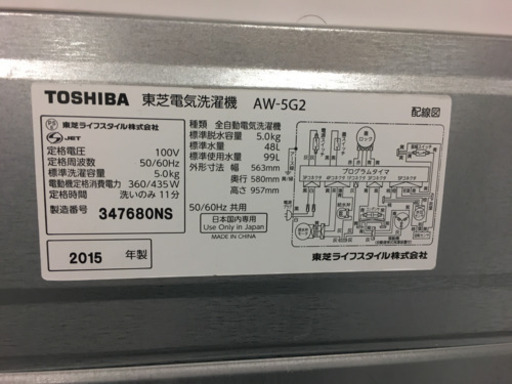 TOSHIBA 東芝電気洗濯機 AW-5G2
東芝ライフスタイル株式会社
JET
定格電圧 100V
定格周波数 50/60Hz
標準洗濯容量 5.0kg
電動機定格消費電力 360/435W
定格時間 洗いのみ 11分
製造番号 347680NS
2015 年製
種類 全自動電気洗濯機
標準脱水容量 5.0kg
標準水量 48L
標準使用水量 99L
外形寸法 幅 563mm
奥行 580mm
高さ 957mm
50/60Hz 共用
日本国内専用
Use Only in Japan
MADE IN CHINA
配線図
プログラムタイマ
東芝ライフスタイル株式会社